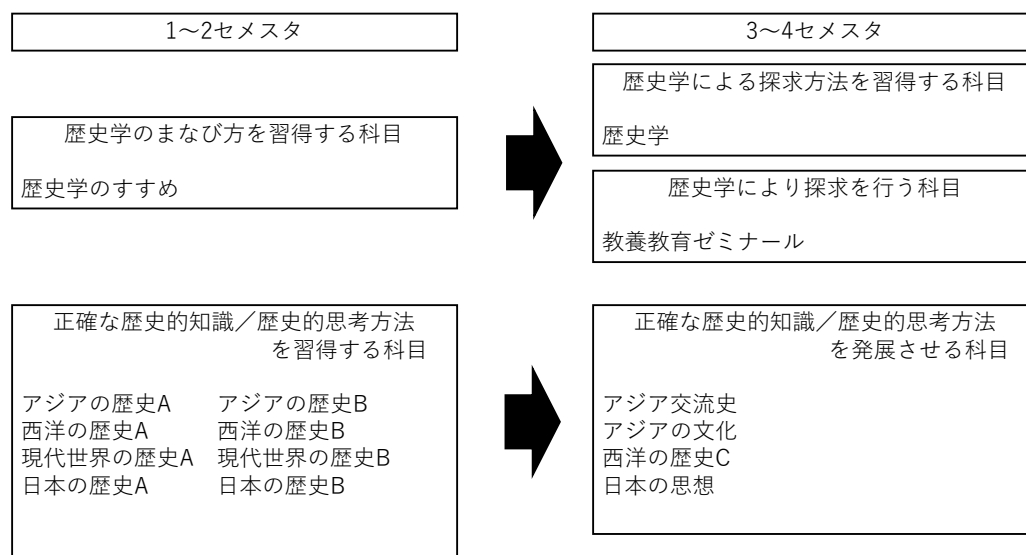 1～2セメスタ
3～4セメスタ
歴史学のまなび方を習得する科目
歴史学のすすめ
歴史学による探求方法を習得する科目
歴史学
歴史学により探求を行う科目
教養教育ゼミナール
正確な歴史的知識／歴史的思考方法
を習得する科目
アジアの歴史A アジアの歴史B
西洋の歴史A 西洋の歴史B
現代世界の歴史A 現代世界の歴史B
日本の歴史A 日本の歴史B
正確な歴史的知識／歴史的思考方法
を発展させる科目
アジア交流史
アジアの文化
西洋の歴史C
日本の思想